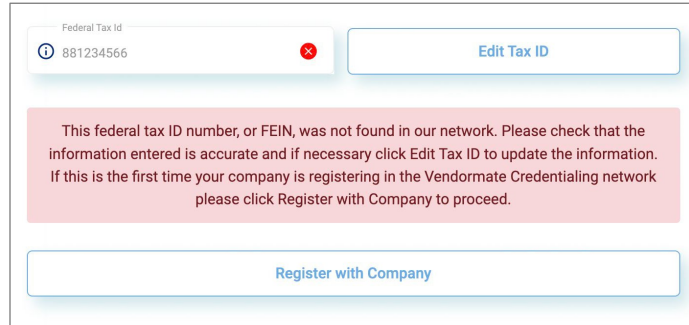 Federal Tax Id
881234566
Edit Tax ID
This federal tax ID number, or FEIN, was not found in our network. Please check that the
information entered is accurate and if necessary click Edit Tax ID to update the information.
If this is the first time your company is registering in the Vendormate Credentialing network
please click Register with Company to proceed.
Register with Company